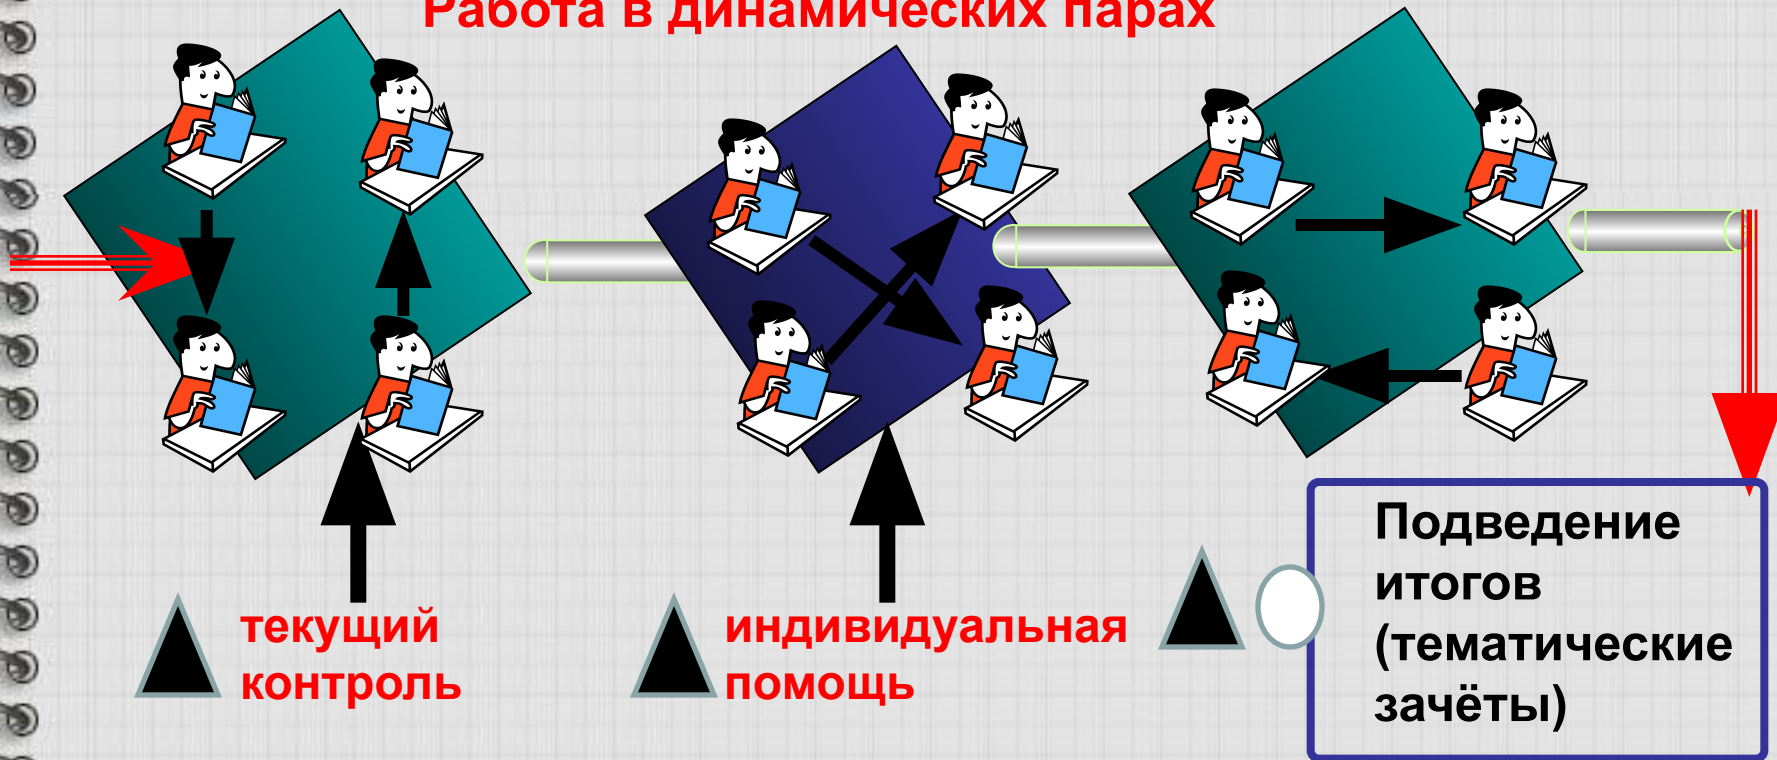 Работа в динамических парах
текущий
контроль
индивидуальная
помощь
Подведение
итогов
(тематические
зачёты)